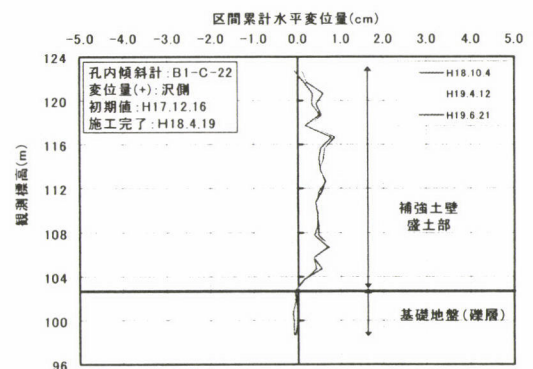 区間累計水平変位量(cm)
-5.0 -4.0 -3.0 -2.0 -1.0 0.0 1.0 2.0 3.0 4.0 5.0
124
120
116
112
108
104
100
96
観測標高(m)
孔内傾斜計:B1-C-22
変位量(+):沢側
初期値:H17.12.16
施工完了:H18.4.19
H18.10.4
H19.4.12
H19.6.21
補強土壁
盛土部
基礎地盤(礫層)